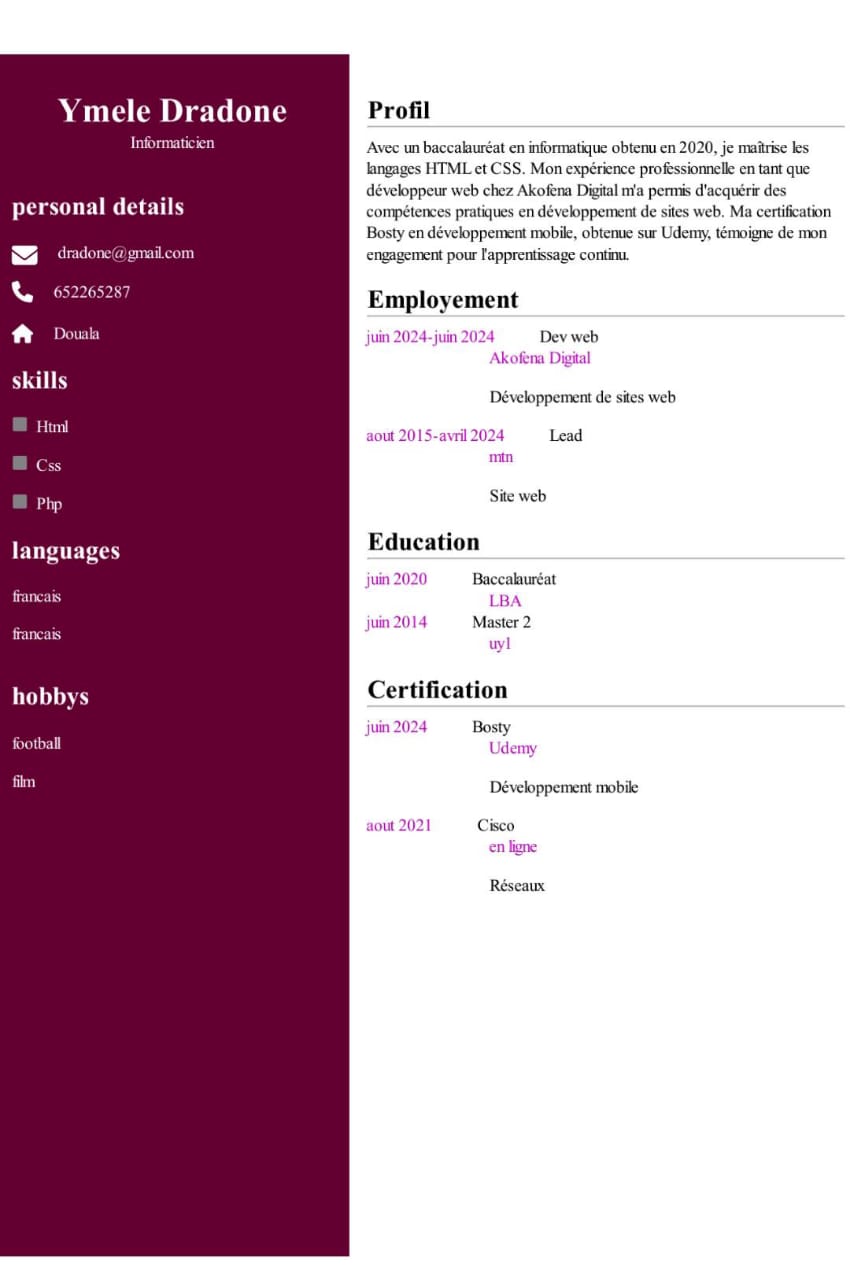 Ymele Dradone
Informaticien
personal details
dradone@gmail.com
652265287
Douala
skills
Html
Css
Php
languages
francais
francais
hobbys
football
film
Profil
Avec un baccalauréat en informatique obtenu en 2020, je maîtrise les
langages HTML et CSS. Mon expérience professionnelle en tant que
développeur web chez Akofena Digital m'a permis d'acquérir des
compétences pratiques en développement de sites web. Ma certification
Bosty en développement mobile, obtenue sur Udemy, témoigne de mon
engagement pour l'apprentissage continu.
Employement
juin 2024-juin 2024 Dev web
Akofena Digital
Développement de sites web
aout 2015-avril 2024 Lead
mtn
Site web
Education
juin 2020 Baccalauréat
LBA
juin 2014 Master 2
uy1
Certification
juin 2024 Bosty
Udemy
Développement mobile
aout 2021 Cisco
en ligne
Réseaux